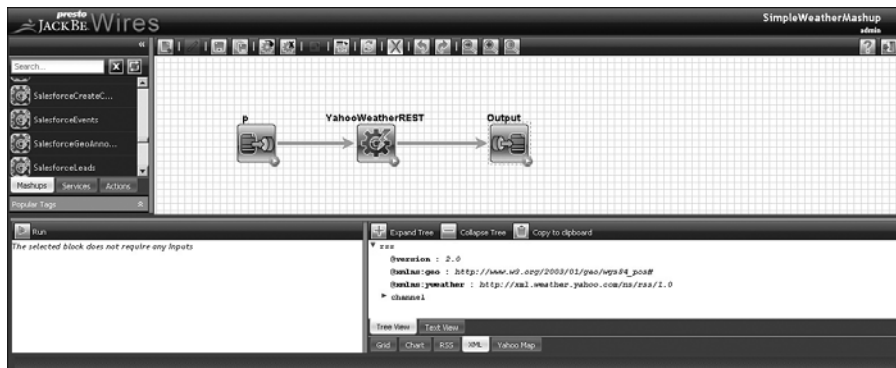 presto
JACKBE Wires
SimpleWeatherMashup
admin
«
Search...
SalesforceCreateC...
SalesforceEvents
SalesforceGeoAnno...
SalesforceLeads
Mashups Services Actions
Popular Tags
p
YahooWeatherREST
Output
Run
The selected block does not require any inputs
Expand Tree Collapse Tree Copy to clipboard
rss
@version : 2.0
@xmlns:geo : http://www.w3.org/2003/01/geo/wgs84_pos#
@xmlns:yweather : http://xml.weather.yahoo.com/ns/rss/1.0
channel
Tree View Text View
Grid Chart RSS XML Yahoo Map